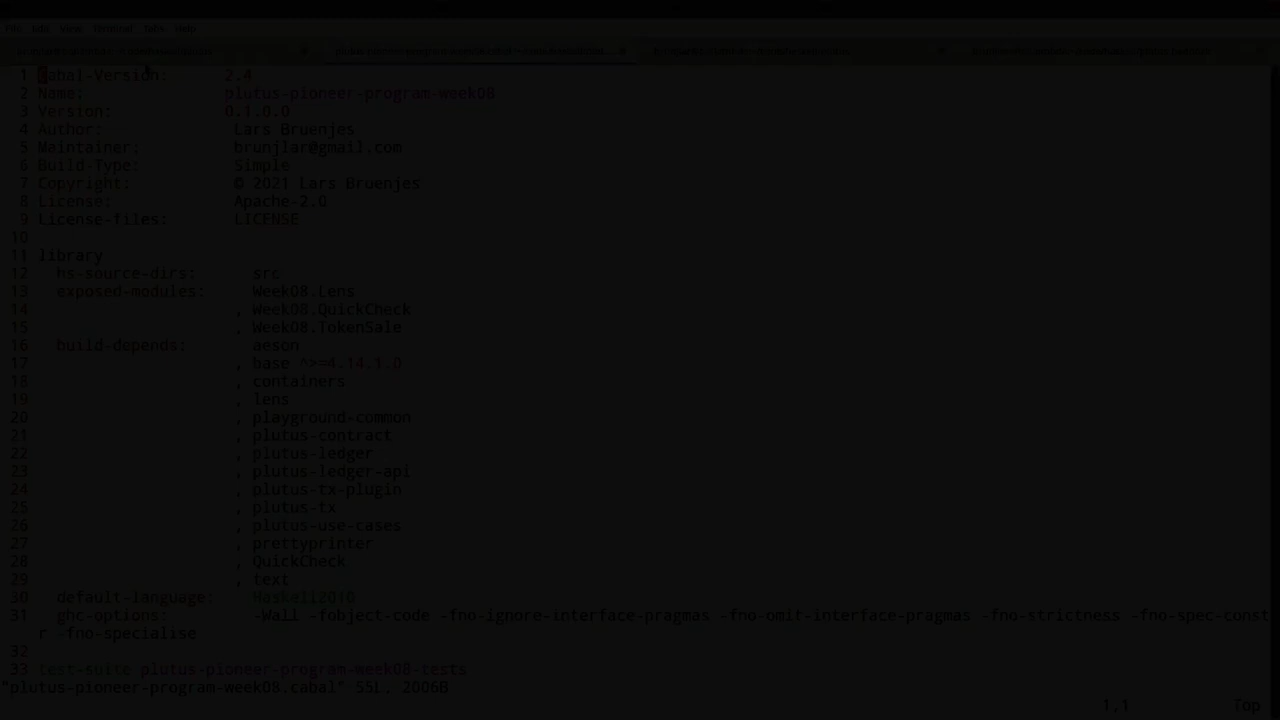 File Edit View Terminal Tabs Help
1 cabal-Version: 2.4
2 Name: plutus-pioneer-program-week08
3 Version: 0.1.0.0
4 Author: Lars Bruenjes
5 Maintainer: brunjlar@gmail.com
6 Build-Type: Simple
7 Copyright: © 2021 Lars Bruenjes
8 License: Apache-2.0
9 License-files: LICENSE
10
11 library
12 hs-source-dirs: src
13 exposed-modules: Week08.Lens
14 , Week08.QuickCheck
15 , Week08.TokenSale
16 build-depends: aeson
17 , base ^>=4.14.1.0
18 , containers
19 , lens
20 , playground-common
21 , plutus-contract
22 , plutus-ledger
23 , plutus-ledger-api
24 , plutus-tx-plugin
25 , plutus-tx
26 , plutus-use-cases
27 , prettyprinter
28 , QuickCheck
29 , text
30 default-language: Haskell2010
31 ghc-options: -Wall -fobject-code -fno-ignore-interface-pragmas -fno-omit-interface-pragmas -fno-strictness -fno-spec-const
r -fno-specialise
32
33 test-suite plutus-pioneer-program-week08-tests
"plutus-pioneer-program-week08.cabal" 55L, 2006B
1,1 Top